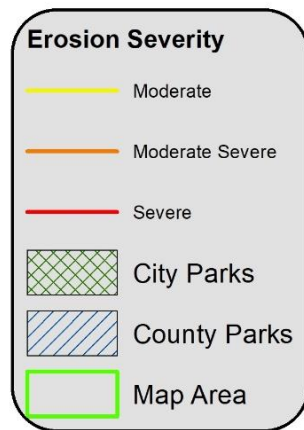 Erosion Severity
Moderate
Moderate Severe
Severe
City Parks
County Parks
Map Area